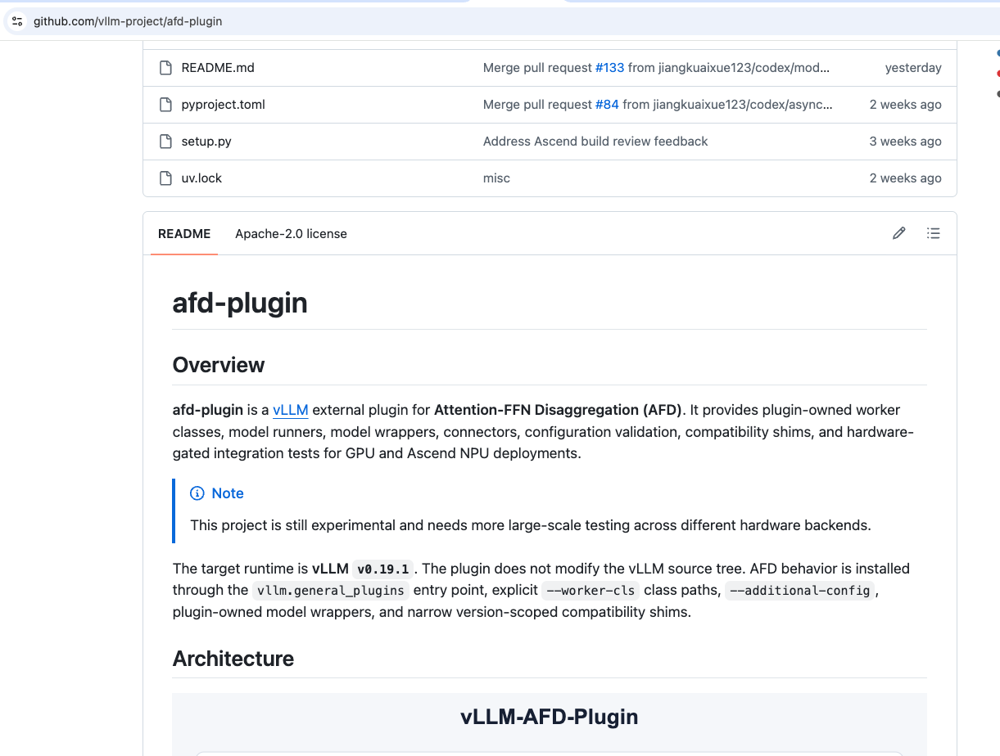 github.com/vllm-project/afd-plugin
README.md Merge pull request #133 from jiangkuaixue123/codex/mod... yesterday
pyproject.toml Merge pull request #84 from jiangkuaixue123/codex/async... 2 weeks ago
setup.py Address Ascend build review feedback 3 weeks ago
uv.lock misc 2 weeks ago
README Apache-2.0 license
afd-plugin
Overview
afd-plugin is a vLLM external plugin for Attention-FFN Disaggregation (AFD). It provides plugin-owned worker
classes, model runners, model wrappers, connectors, configuration validation, compatibility shims, and hardware-
gated integration tests for GPU and Ascend NPU deployments.
Note
This project is still experimental and needs more large-scale testing across different hardware backends.
The target runtime is vLLM v0.19.1. The plugin does not modify the vLLM source tree. AFD behavior is installed
through the vllm.general_plugins entry point, explicit --worker-cls class paths, --additional-config,
plugin-owned model wrappers, and narrow version-scoped compatibility shims.
Architecture
vLLM-AFD-Plugin